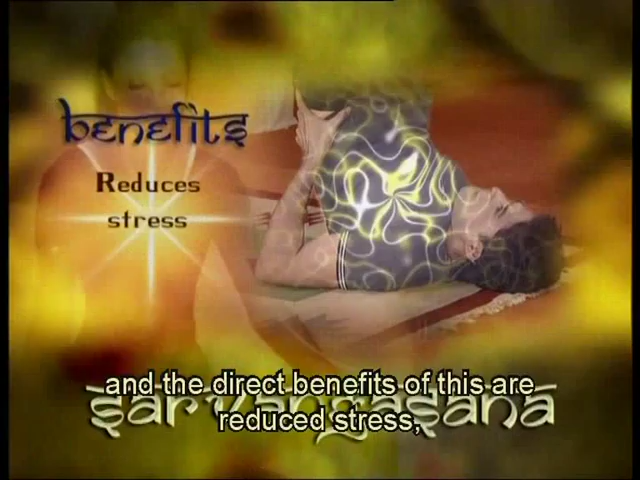 benefits
Reduces
stress
and the direct benefits of this are
reduced stress,
sarvangasana